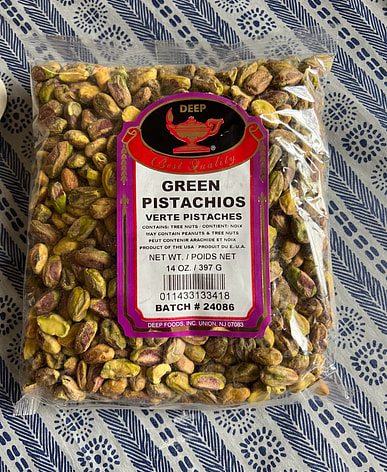 DEEP
®
Best Quality
GREEN
PISTACHIOS
VERTE PISTACHES
CONTAINS: TREE NUTS / CONTIENT: NOIX
MAY CONTAIN PEANUTS & TREE NUTS
PEUT CONTENIR ARACHIDE ET NOIX
PRODUCT OF THE USA / PRODUIT DU E.U.A.
NET WT. / POIDS NET
14 OZ. / 397 G
011433133418
BATCH # 24086
DEEP FOODS, INC. UNION, NJ 07083